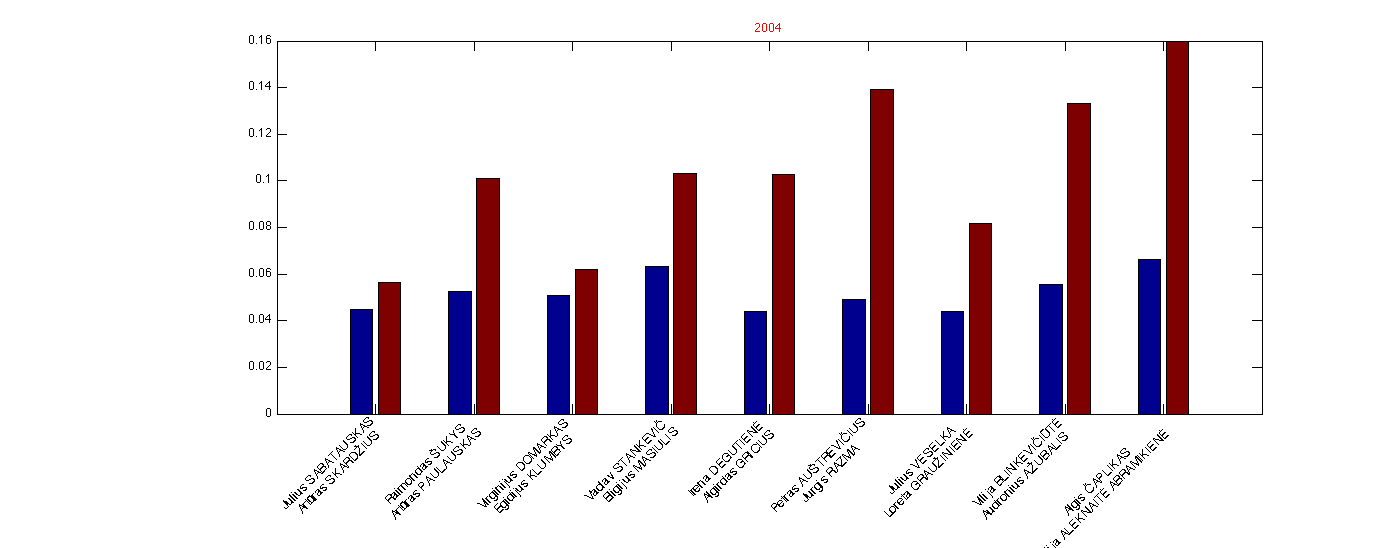 2004
0.16
0.14
0.12
0.1
0.08
0.06
0.04
0.02
0
Julius SABATAUSKAS
Artūras SKARDŽIUS
Raimondas ŠUKYS
Artūras PAULAUSKAS
Virginijus DOMARKAS
Egidijus KLUMBYS
Vaclav STANKEVIČ
Eligijus MASIULIS
Irena DEGUTIENĖ
Algirdas GRICIUS
Petras AUŠTREVIČIUS
Jurgis RAZMA
Julius VESELKA
Loreta GRAUŽINIENĖ
Vilija BLINKEVIČIŪTĖ
Audronius AŽUBALIS
Algis ČAPLIKAS
ALEKNAITĖ ABRAMIKIENĖ